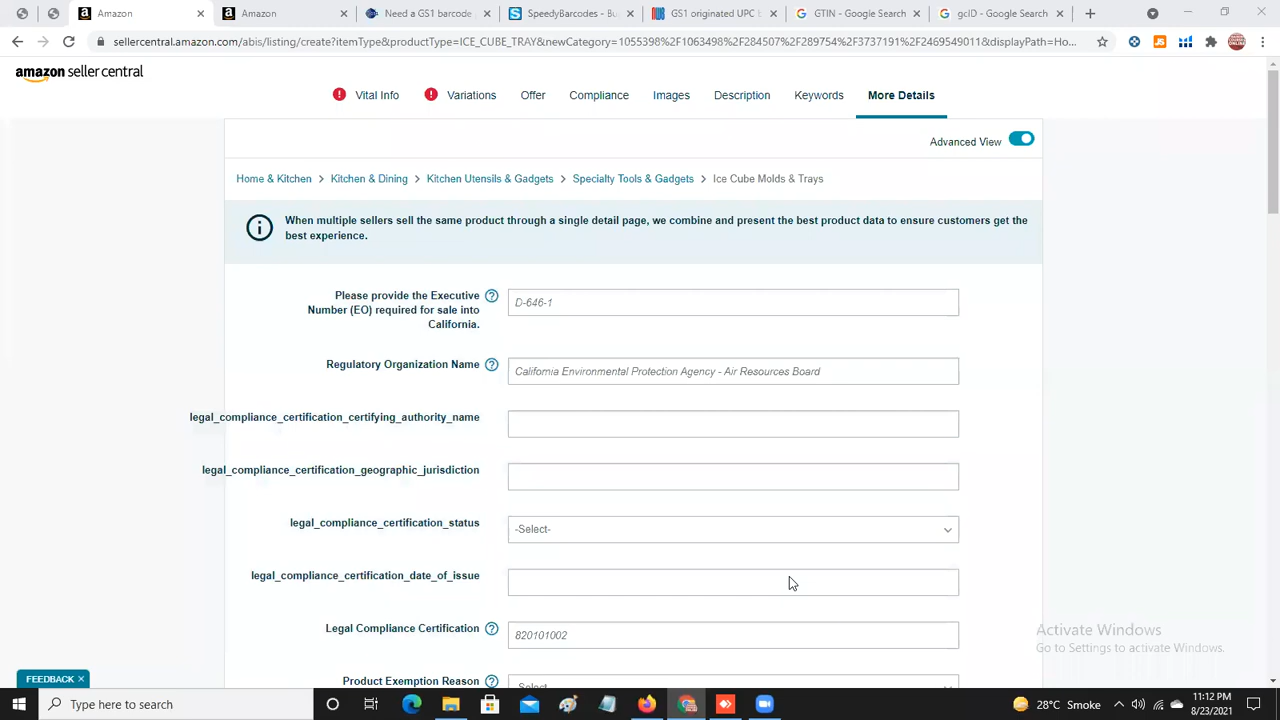 Amazon
Amazon
Need a GS1 barcode
SpeedyBarcodes - Bu
GS1 originated UPC b
GTIN - Google Search
gcID - Google Search
sellercentral.amazon.com/abis/listing/create?itemType&productType=ICE_CUBE_TRAY&newCategory=1055398%2F1063498%2F284507%2F289754%2F3737191%2F2469549011&displayPath=Ho...
amazon seller central
Vital Info
Variations
Offer
Compliance
Images
Description
Keywords
More Details
Advanced View
Home & Kitchen > Kitchen & Dining > Kitchen Utensils & Gadgets > Specialty Tools & Gadgets > Ice Cube Molds & Trays
When multiple sellers sell the same product through a single detail page, we combine and present the best product data to ensure customers get the
best experience.
Please provide the Executive
Number (EO) required for sale into
California.
D-646-1
Regulatory Organization Name
California Environmental Protection Agency - Air Resources Board
legal_compliance_certification_certifying_authority_name
legal_compliance_certification_geographic_jurisdiction
legal_compliance_certification_status
-Select-
legal_compliance_certification_date_of_issue
Legal Compliance Certification
820101002
Product Exemption Reason
-Select-
Activate Windows
Go to Settings to activate Windows.
FEEDBACK
Type here to search
28°C Smoke
11:12 PM
8/23/2021